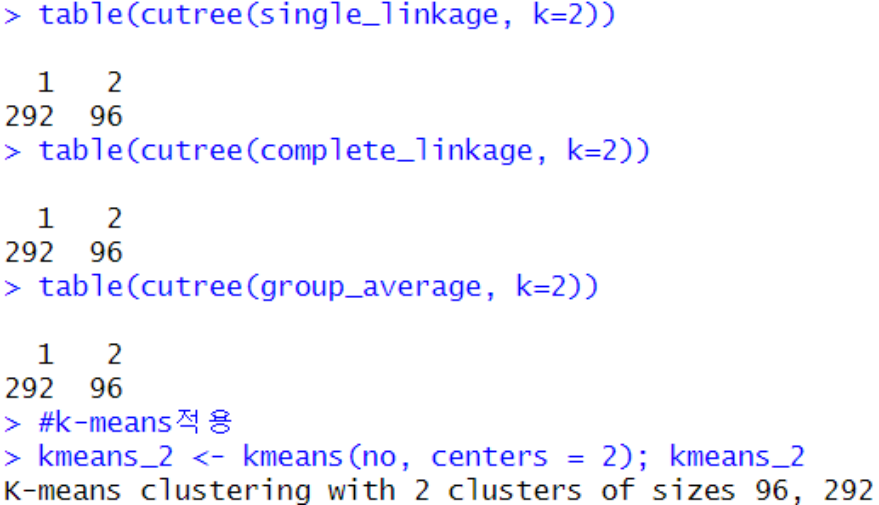 > table(cutree(single_linkage, k=2))
1 2
292 96
> table(cutree(complete_linkage, k=2))
1 2
292 96
> table(cutree(group_average, k=2))
1 2
292 96
> #k-means적용
> kmeans_2 <- kmeans(no, centers = 2); kmeans_2
K-means clustering with 2 clusters of sizes 96, 292